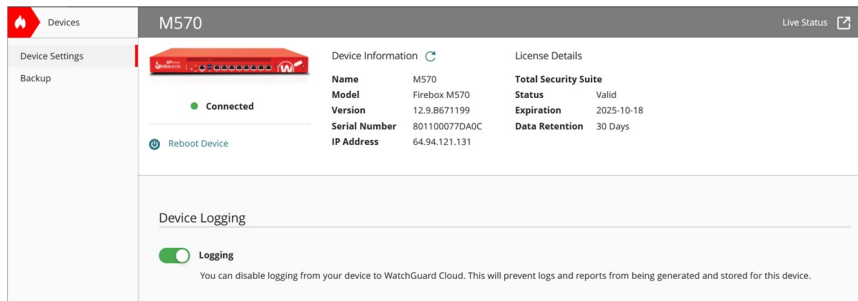 Devices
M570
Live Status
Device Settings
Backup
Connected
Reboot Device
Device Information
Name M570
Model Firebox M570
Version 12.9.B671199
Serial Number 801100077DA0C
IP Address 64.94.121.131
License Details
Total Security Suite
Status Valid
Expiration 2025-10-18
Data Retention 30 Days
Device Logging
Logging
You can disable logging from your device to WatchGuard Cloud. This will prevent logs and reports from being generated and stored for this device.